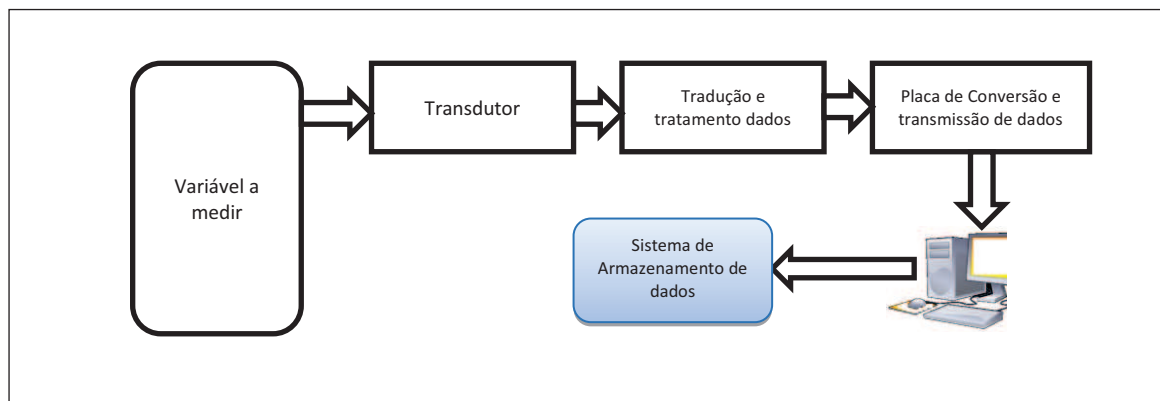 Variável a
medir
Transdutor
Tradução e
tratamento dados
Placa de Conversão e
transmissão de dados
Sistema de
Armazenamento de
dados